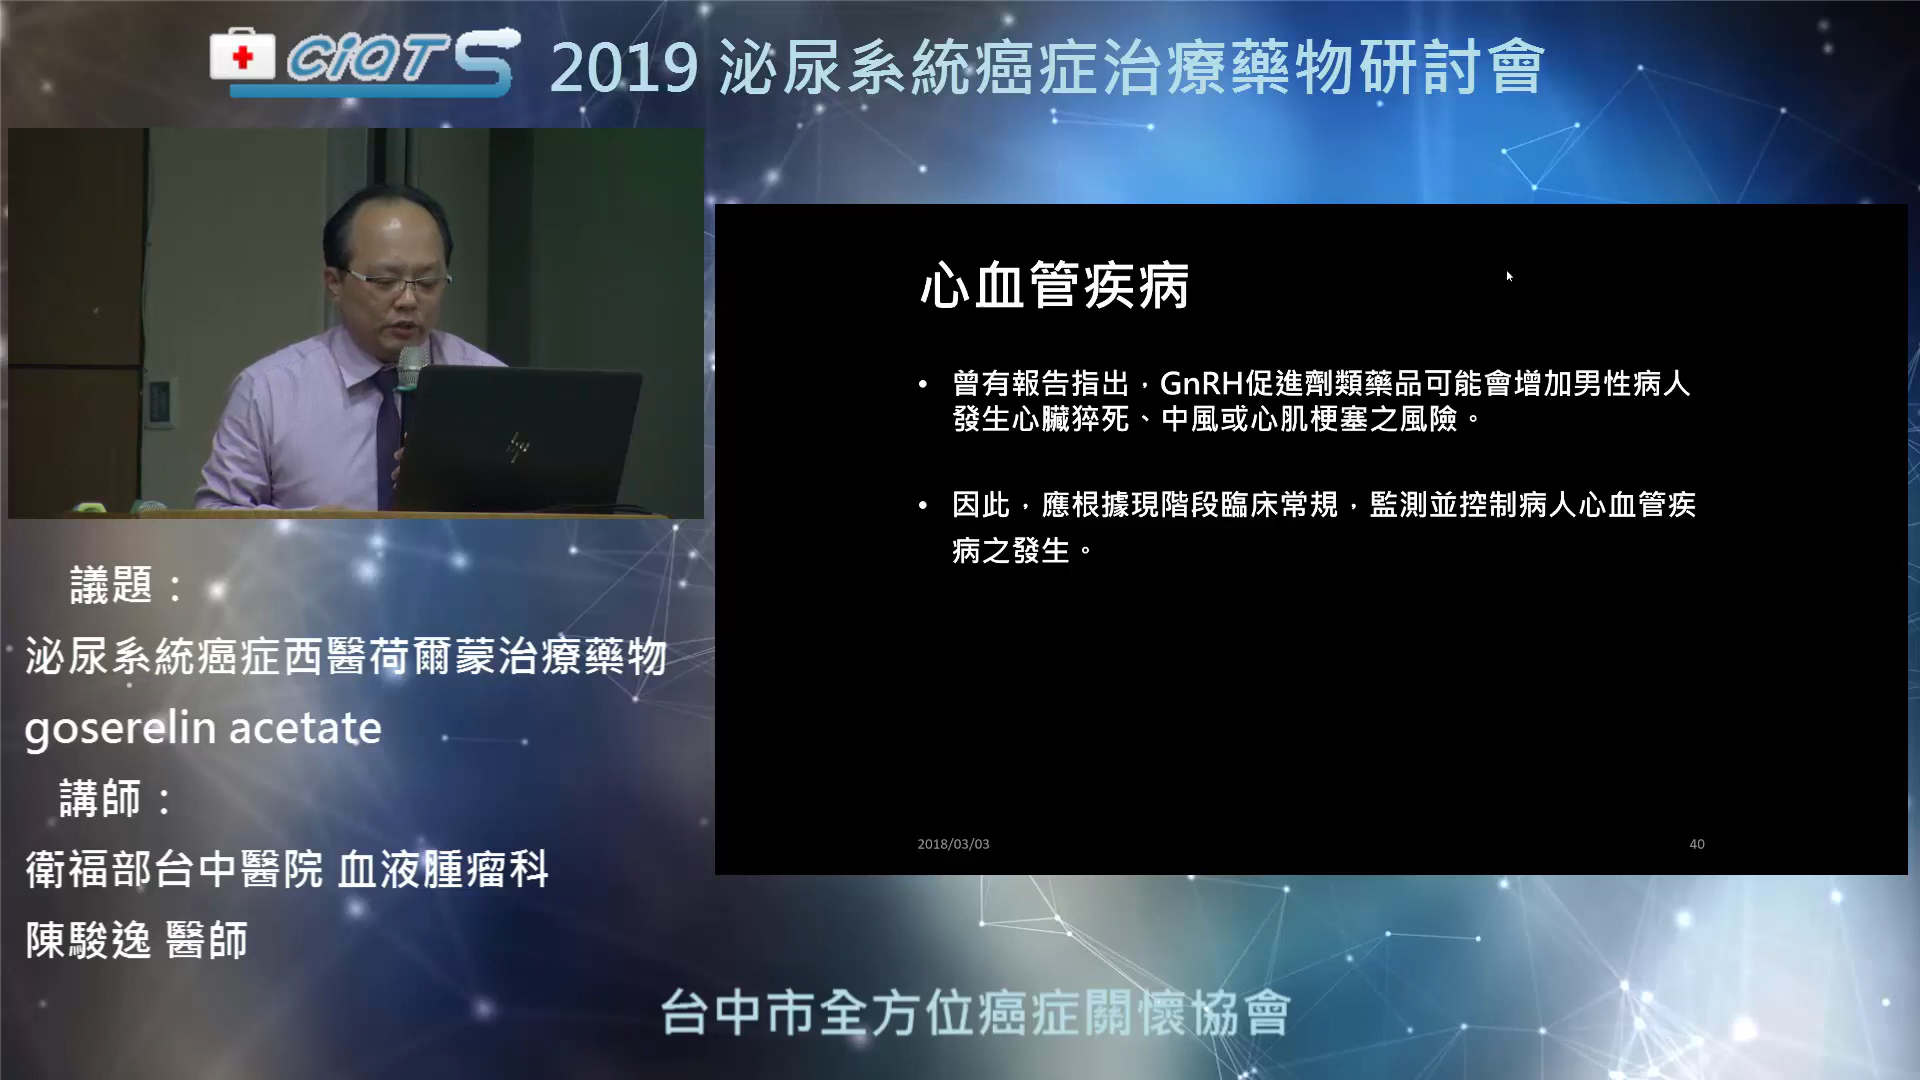 CiQTS 2019 泌尿系統癌症治療藥物研討會
心血管疾病
• 曾有報告指出，GnRH促進劑類藥品可能會增加男性病人
發生心臟猝死、中風或心肌梗塞之風險。
• 因此，應根據現階段臨床常規，監測並控制病人心血管疾
病之發生。
2018/03/03
40
hp
議題：
泌尿系統癌症西醫荷爾蒙治療藥物
goserelin acetate
講師：
衛福部台中醫院 血液腫瘤科
陳駿逸 醫師
台中市全方位癌症關懷協會